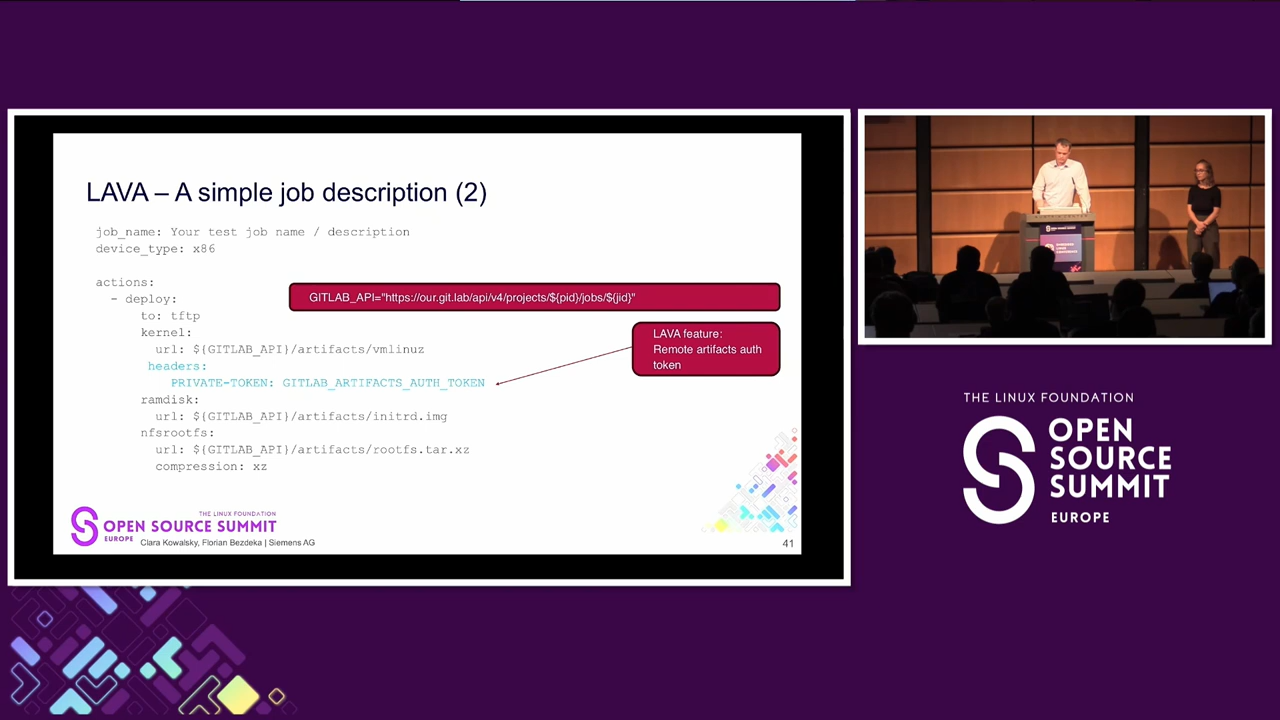 LAVA – A simple job description (2)
job_name: Your test job name / description
device_type: x86
actions:
- deploy:
to: tftp
kernel:
url: ${GITLAB_API}/artifacts/vmlinuz
headers:
PRIVATE-TOKEN: GITLAB_ARTIFACTS_AUTH_TOKEN
ramdisk:
url: ${GITLAB_API}/artifacts/initrd.img
nfsrootfs:
url: ${GITLAB_API}/artifacts/rootfs.tar.xz
compression: xz
GITLAB_API="https://our.git.lab/api/v4/projects/${pid}/jobs/${jid}"
LAVA feature:
Remote artifacts auth
token
THE LINUX FOUNDATION
OPEN SOURCE SUMMIT
EUROPE
Clara Kowalsky, Florian Bezdeka | Siemens AG
41
THE LINUX FOUNDATION
OPEN
SOURCE
SUMMIT
EUROPE